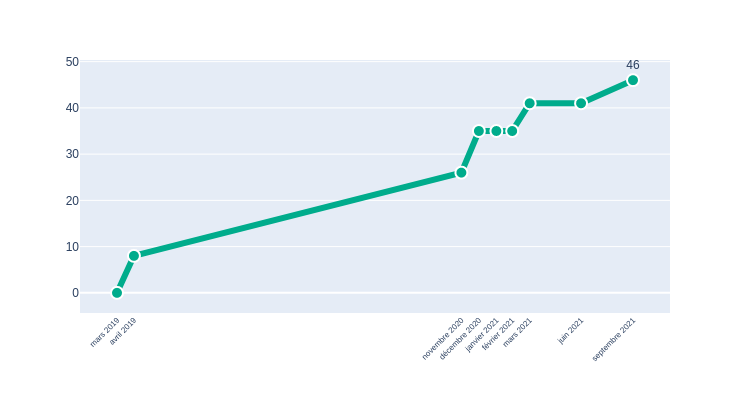 50
46
40
30
20
10
0
mars 2019
avril 2019
novembre 2020
décembre 2020
janvier 2021
février 2021
mars 2021
juin 2021
septembre 2021